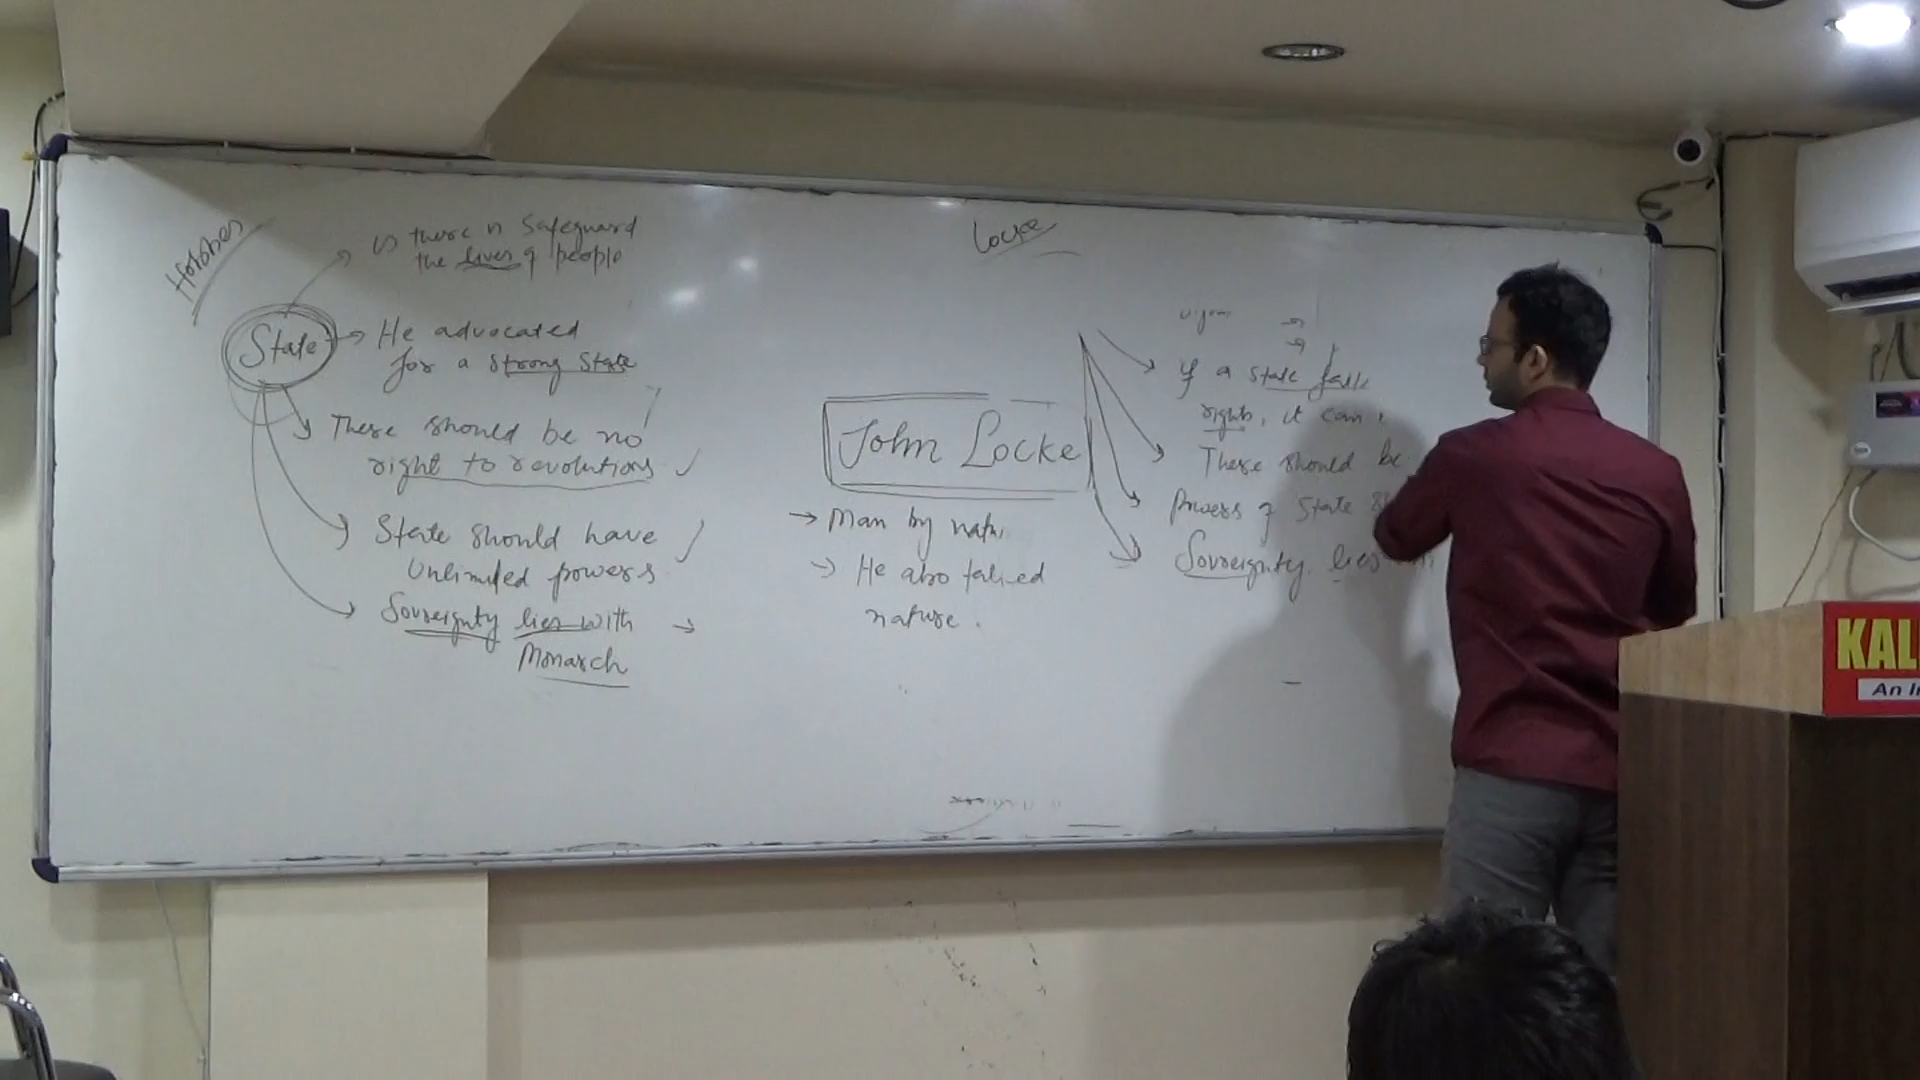 Hobbes
is there to safeguard
the lives of people
State
He advocated
for a strong state
There should be no
right to revolutions
State should have
Unlimited powers
Sovreignty lies with
Monarch
Locke
John Locke
→ Man by
→ He also talked
nature.
If a state
rights, it can
There should be
Powers of State
Sovreignty lies
KAL
An